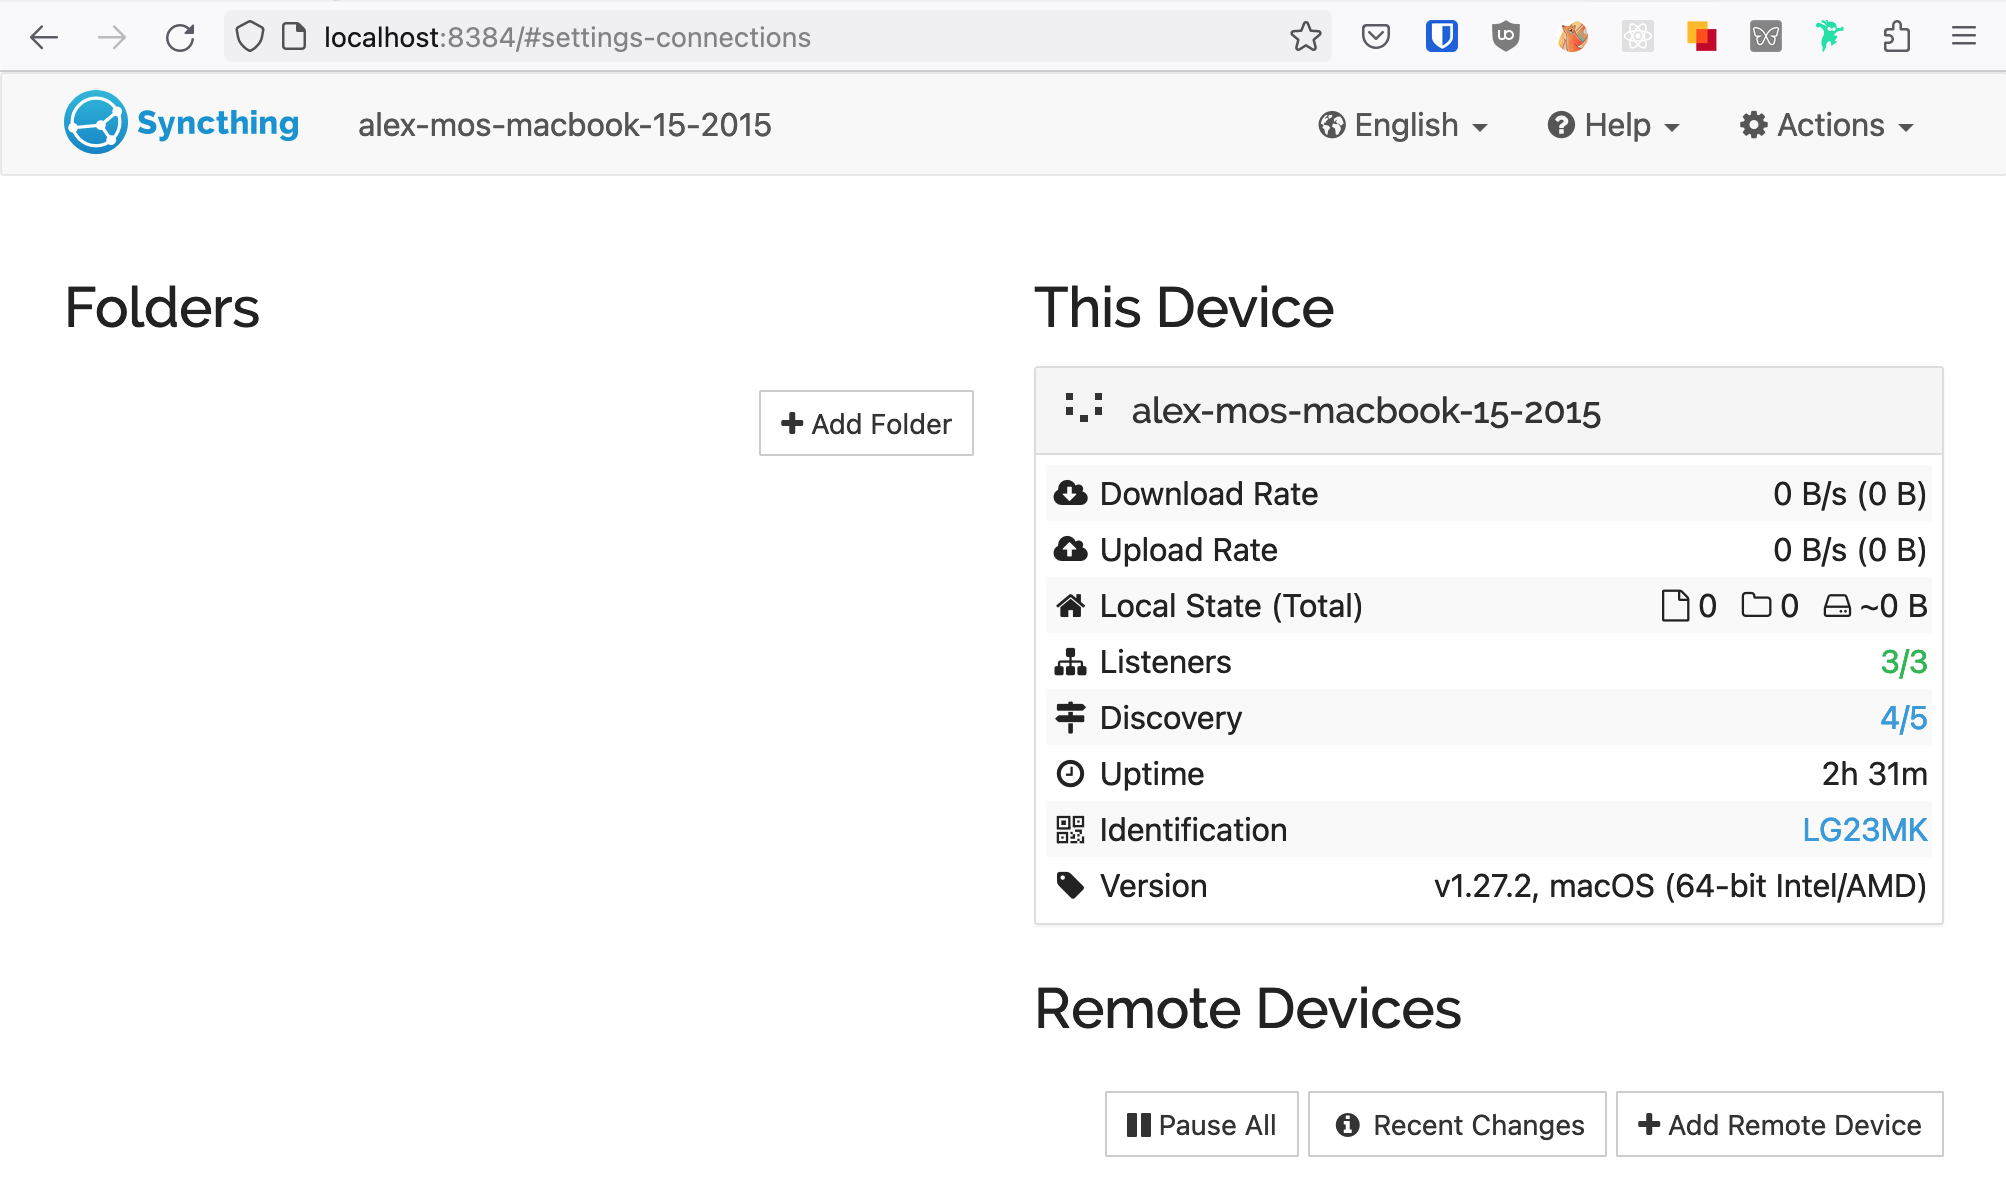 localhost:8384/#settings-connections
Syncthing alex-mos-macbook-15-2015 English Help Actions
Folders
Add Folder
This Device
alex-mos-macbook-15-2015
Download Rate 0 B/s (0 B)
Upload Rate 0 B/s (0 B)
Local State (Total) 0 0 ~0 B
Listeners 3/3
Discovery 4/5
Uptime 2h 31m
Identification LG23MK
Version v1.27.2, macOS (64-bit Intel/AMD)
Remote Devices
Pause All Recent Changes Add Remote Device